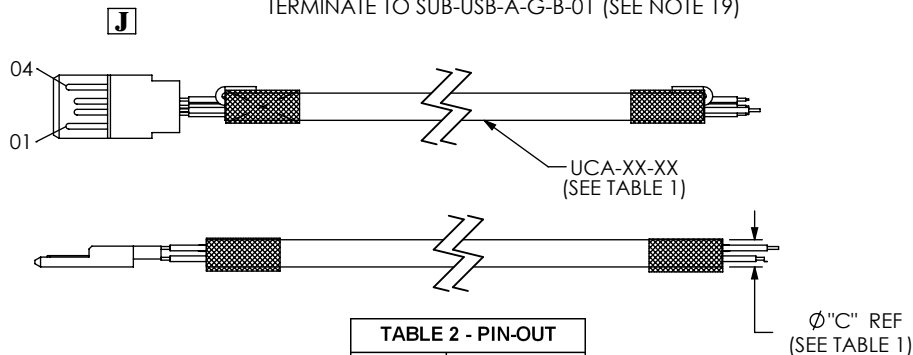 TERMINATE TO SUB-USB-A-G-B-01 (SEE NOTE 19)
J
04
01
UCA-XX-XX
(SEE TABLE 1)
Ø"C" REF
(SEE TABLE 1)
TABLE 2 - PIN-OUT